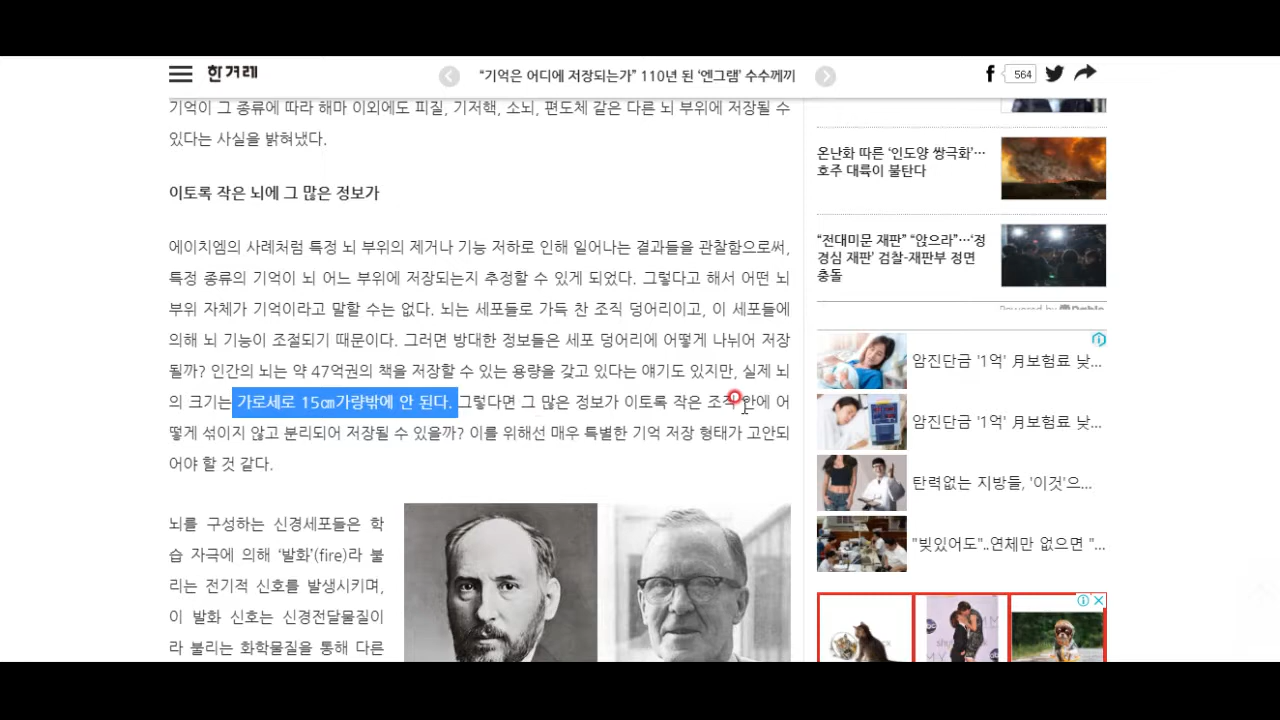 한겨레
“기억은 어디에 저장되는가” 110년 된 ‘엔그램’ 수수께끼
564
기억이 그 종류에 따라 해마 이외에도 피질, 기저핵, 소뇌, 편도체 같은 다른 뇌 부위에 저장될 수
있다는 사실을 밝혀냈다.
이토록 작은 뇌에 그 많은 정보가
에이치엠의 사례처럼 특정 뇌 부위의 제거나 기능 저하로 인해 일어나는 결과들을 관찰함으로써,
특정 종류의 기억이 뇌 어느 부위에 저장되는지 추정할 수 있게 되었다. 그렇다고 해서 어떤 뇌
부위 자체가 기억이라고 말할 수는 없다. 뇌는 세포들로 가득 찬 조직 덩어리이고, 이 세포들에
의해 뇌 기능이 조절되기 때문이다. 그러면 방대한 정보들은 세포 덩어리에 어떻게 나뉘어 저장
될까? 인간의 뇌는 약 47억권의 책을 저장할 수 있는 용량을 갖고 있다는 얘기도 있지만, 실제 뇌
의 크기는 가로세로 15㎝가량밖에 안 된다. 그렇다면 그 많은 정보가 이토록 작은 조직 안에 어
떻게 섞이지 않고 분리되어 저장될 수 있을까? 이를 위해선 매우 특별한 기억 저장 형태가 고안되
어야 할 것 같다.
뇌를 구성하는 신경세포들은 학
습 자극에 의해 ‘발화’(fire)라 불
리는 전기적 신호를 발생시키며,
이 발화 신호는 신경전달물질이
라 불리는 화학물질을 통해 다른
온난화 따른 ‘인도양 쌍극화’…
호주 대륙이 불탄다
“전대미문 재판” “앉으라”…‘정
경심 재판’ 검찰-재판부 정면
충돌
Powered by Dable
암진단금 '1억' 月보험료 낮...
암진단금 '1억' 月보험료 낮...
탄력없는 지방들, '이것'으...
"빚있어도"..연체만 없으면 "...
abc